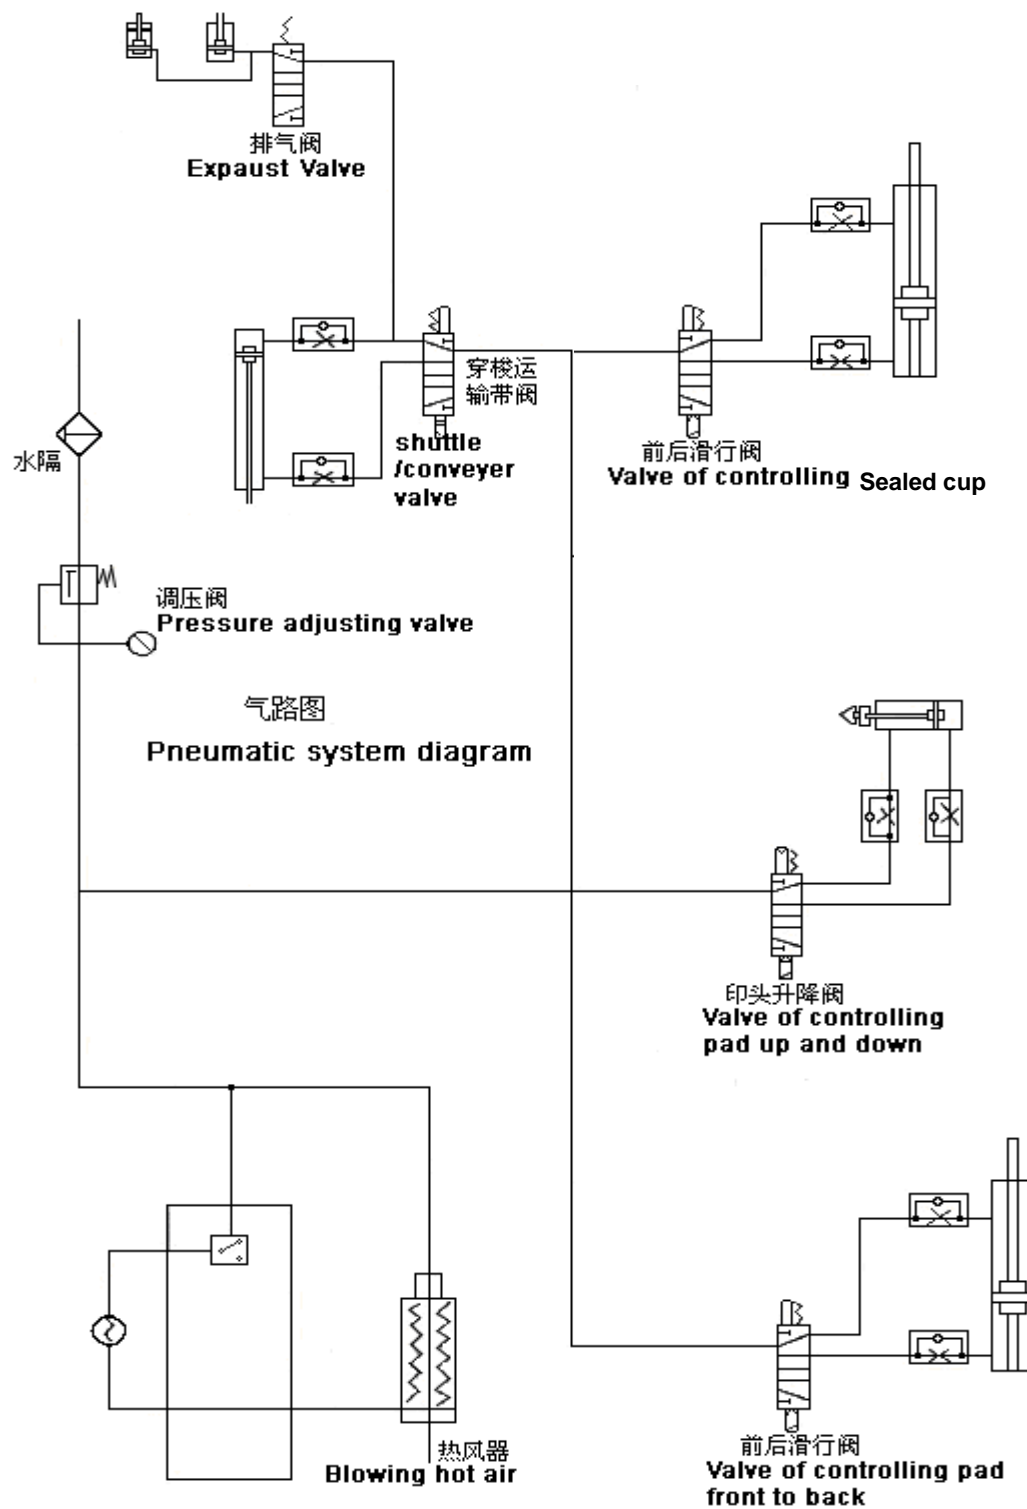 排气阀
Expaust Valve
穿梭运
输带阀
shuttle
/conveyer
valve
前后滑行阀
Valve of controlling Sealed cup
水隔
调压阀
Pressure adjusting valve
气路图
Pneumatic system diagram
印头升降阀
Valve of controlling
pad up and down
热风器
Blowing hot air
前后滑行阀
Valve of controlling pad
front to back